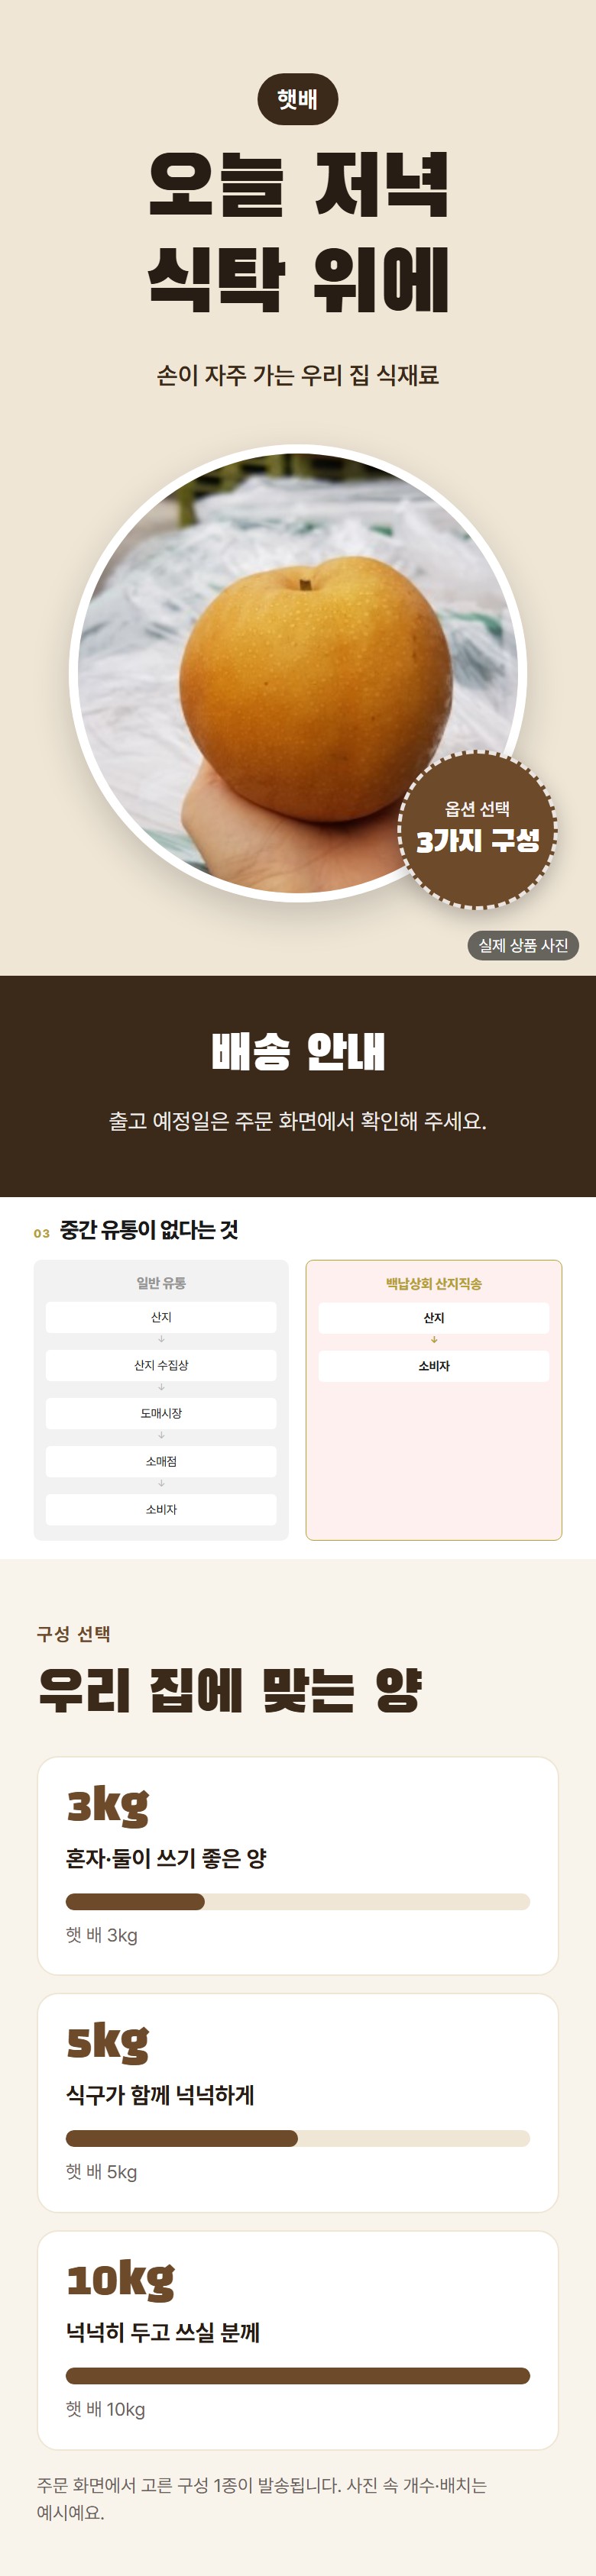 햇배
오늘 저녁
식탁 위에
손이 자주 가는 우리 집 식재료
옵션 선택
3가지 구성
실제 상품 사진
배송 안내
출고 예정일은 주문 화면에서 확인해 주세요.
03 중간 유통이 없다는 것
일반 유통
산지
↓
산지 수집상
↓
도매시장
↓
소매점
↓
소비자
백납상회 산지직송
산지
↓
소비자
구성 선택
우리 집에 맞는 양
3kg
혼자·둘이 쓰기 좋은 양
햇 배 3kg
5kg
식구가 함께 넉넉하게
햇 배 5kg
10kg
넉넉히 두고 쓰실 분께
햇 배 10kg
주문 화면에서 고른 구성 1종이 발송됩니다. 사진 속 개수·배치는
예시예요.